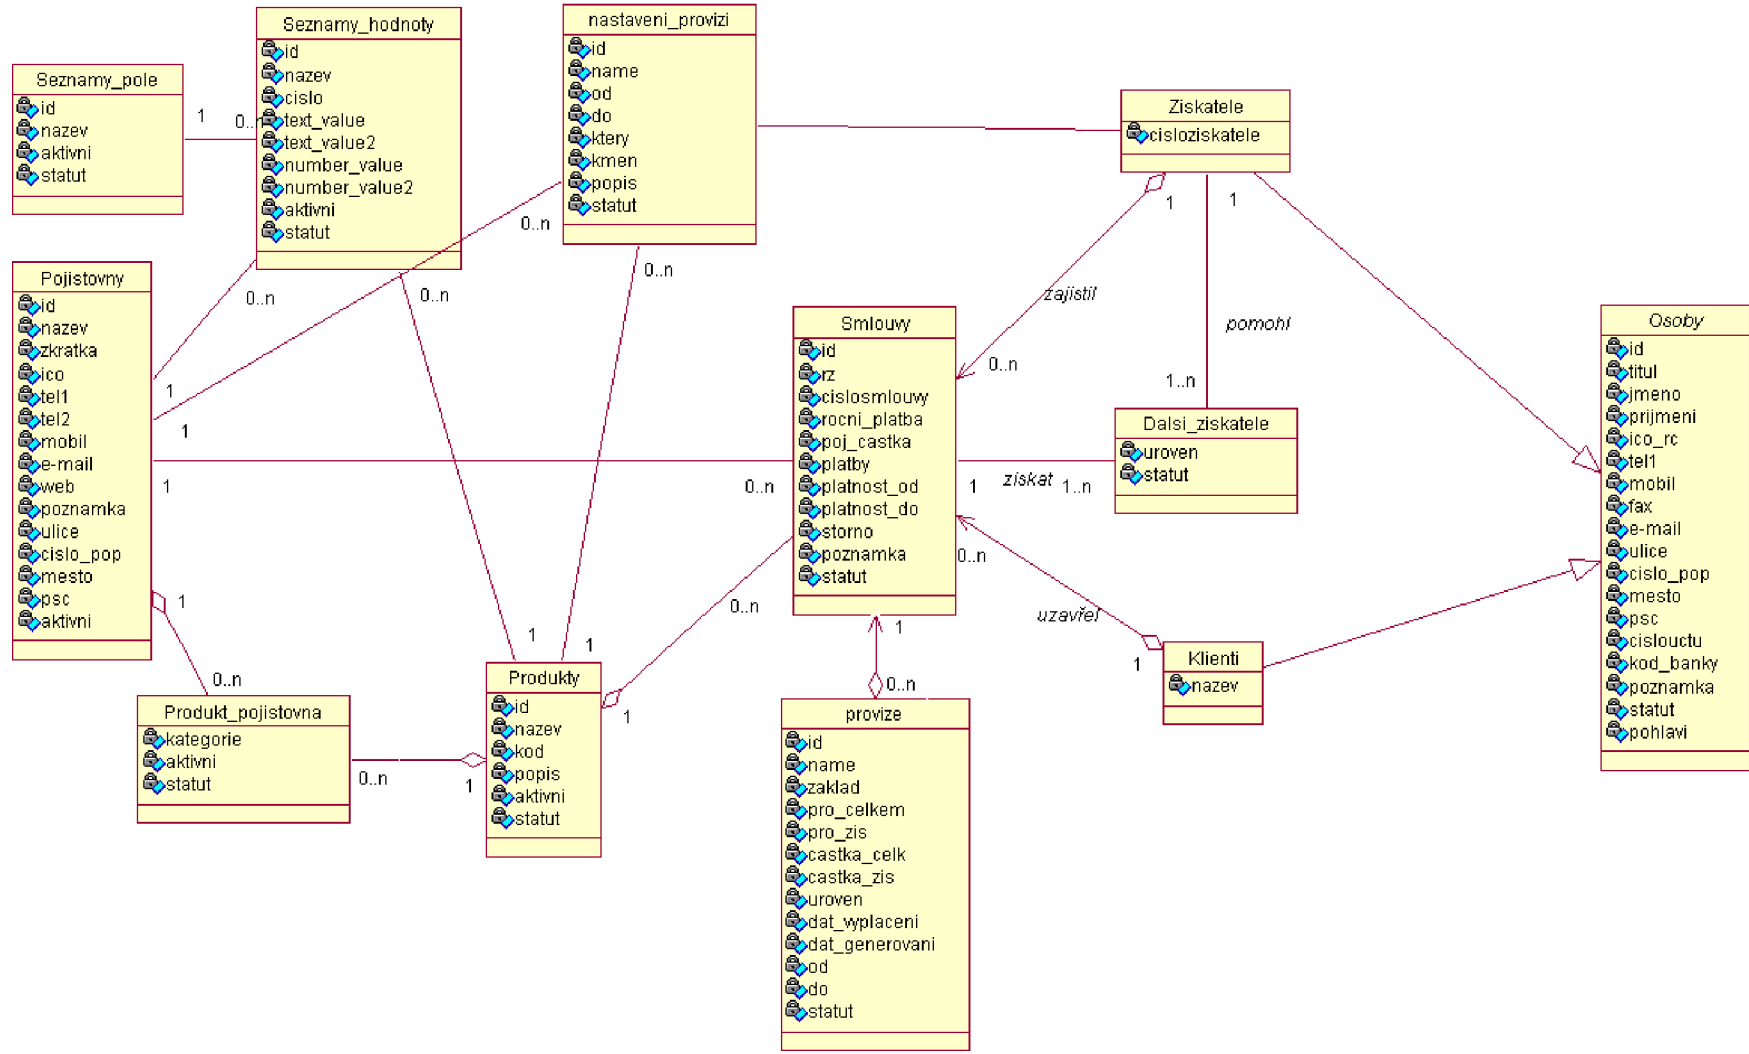 Seznamy_pole
id
nazev
aktivni
statut
1
0..n
Seznamy_hodnoty
id
nazev
cislo
text_value
text_value2
number_value
number_value2
aktivni
statut
0..n
0..n
nastaveni_provizi
id
name
od
do
ktery
kmen
popis
statut
0..n
0..n
Ziskatele
cisloziskatele
1
1
zajistil
pomohl
0..n
1..n
Pojistovny
id
nazev
zkratka
ico
tel1
tel2
mobil
e-mail
web
poznamka
ulice
cislo_pop
mesto
psc
aktivni
1
1
1
1
0..n
Smlouvy
id
rz
cislosmlouvy
rocni_platba
poj_castka
platby
platnost_od
platnost_do
storno
poznamka
statut
0..n
0..n
1
získat
1..n
0..n
1
Dalsi_ziskatele
uroven
statut
Osoby
id
titul
jmeno
prijmeni
ico_rc
tel1
mobil
fax
e-mail
ulice
cislo_pop
mesto
psc
cislouctu
kod_banky
poznamka
statut
pohlavi
uzavřel
1
Klienti
nazev
Produkt_pojistovna
kategorie
aktivni
statut
0..n
1
1
1
Produkty
id
nazev
kod
popis
aktivni
statut
1
0..n
provize
id
name
zaklad
pro_celkem
pro_zis
castka_celk
castka_zis
uroven
dat_vyplaceni
dat_generovani
od
do
statut